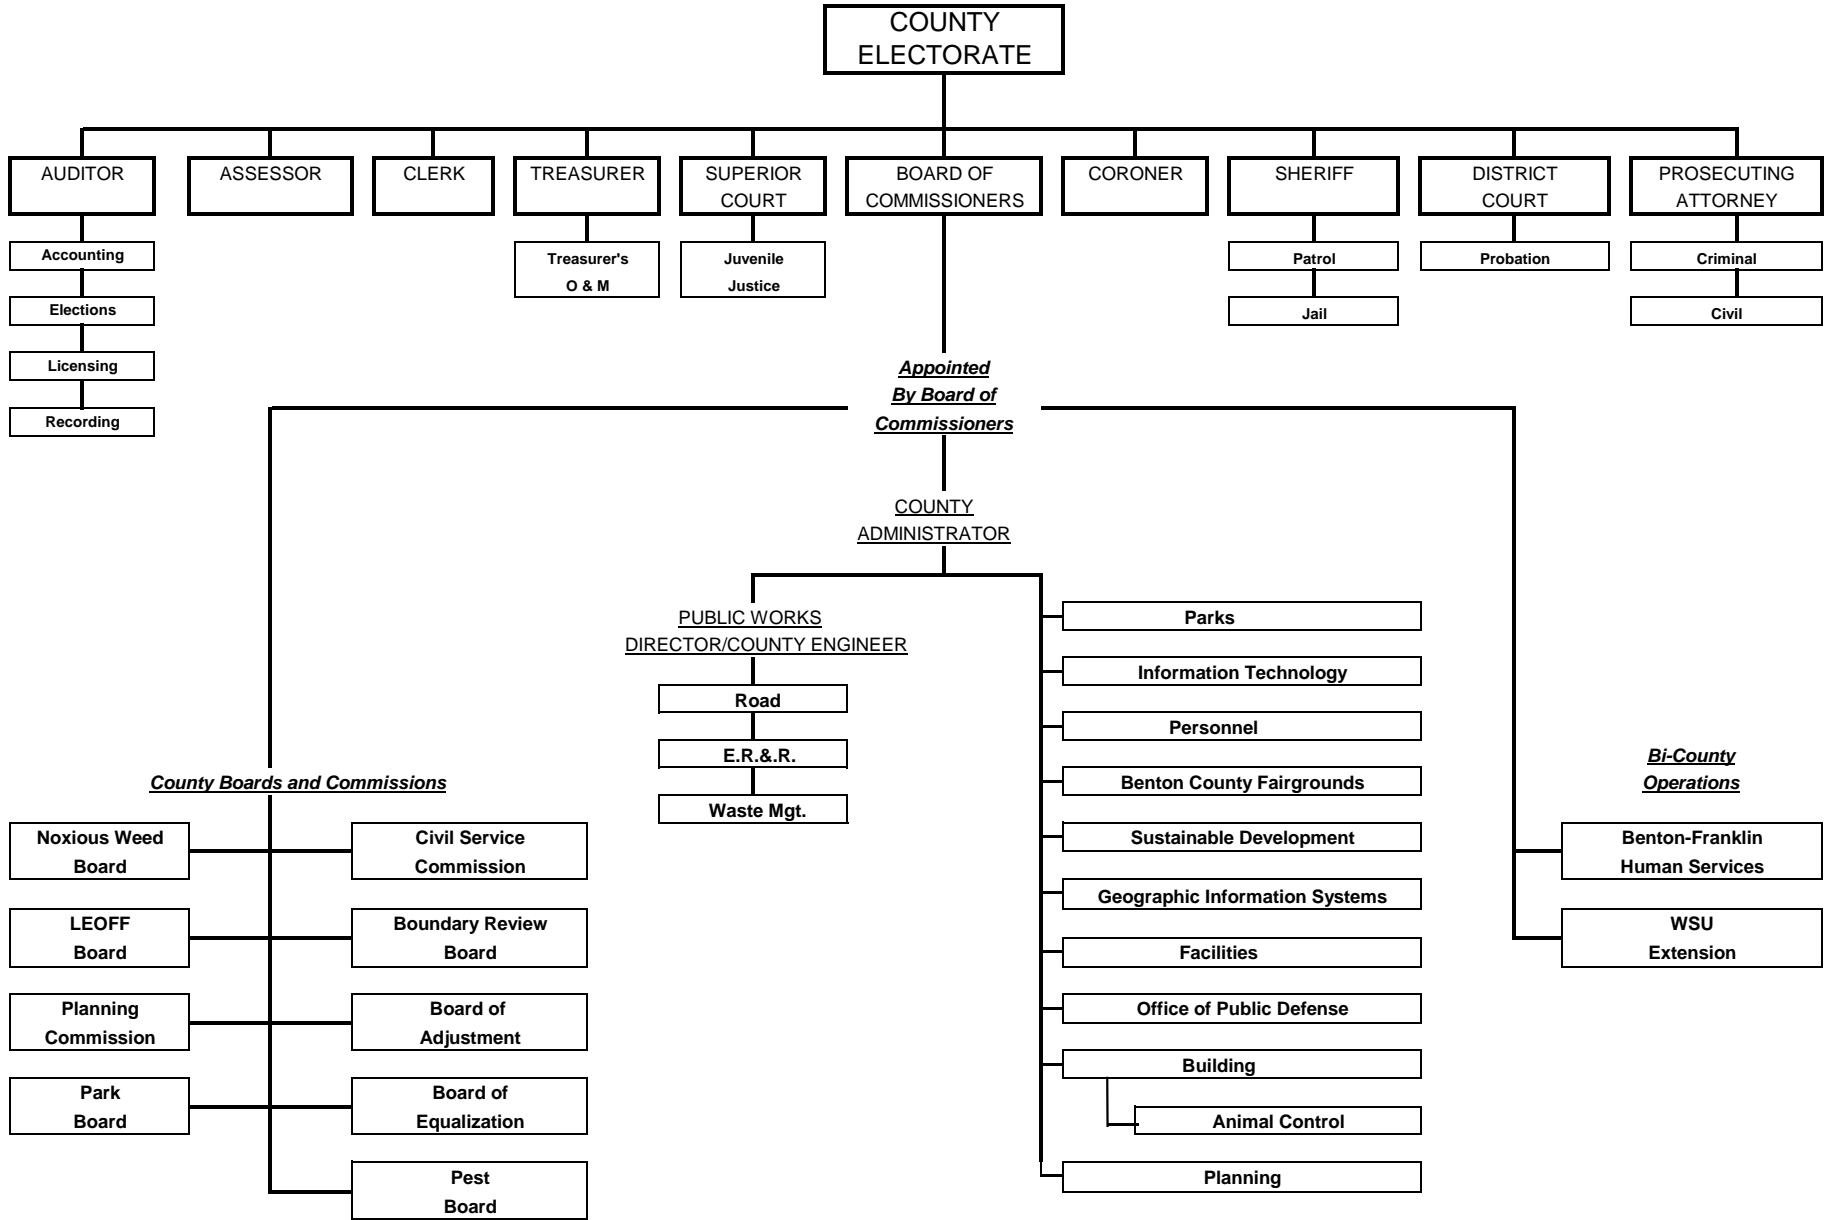 COUNTY
ELECTORATE
AUDITOR
ASSESSOR
CLERK
TREASURER
SUPERIOR
COURT
BOARD OF
COMMISSIONERS
CORONER
SHERIFF
DISTRICT
COURT
PROSECUTING
ATTORNEY
Accounting
Elections
Licensing
Recording
Treasurer's
O & M
Juvenile
Justice
Patrol
Jail
Probation
Criminal
Civil
Appointed
By Board of
Commissioners
COUNTY
ADMINISTRATOR
PUBLIC WORKS
DIRECTOR/COUNTY ENGINEER
Road
E.R.&.R.
Waste Mgt.
Parks
Information Technology
Personnel
Benton County Fairgrounds
Sustainable Development
Geographic Information Systems
Facilities
Office of Public Defense
Building
Animal Control
Planning
County Boards and Commissions
Noxious Weed
Board
Civil Service
Commission
LEOFF
Board
Boundary Review
Board
Planning
Commission
Board of
Adjustment
Park
Board
Board of
Equalization
Pest
Board
Bi-County
Operations
Benton-Franklin
Human Services
WSU
Extension